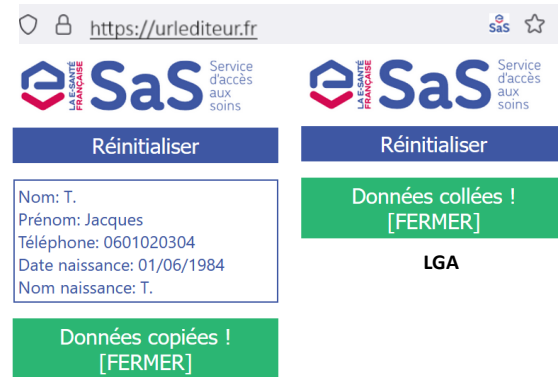 https://urlediteur.fr
e
SaS
LA E-SANTÉ
FRANÇAISE
SaS
Service
d'accès
aux
soins
Réinitialiser
Nom: T.
Prénom: Jacques
Téléphone: 0601020304
Date naissance: 01/06/1984
Nom naissance: T.
Données copiées !
[FERMER]
LA E-SANTÉ
FRANÇAISE
SaS
Service
d'accès
aux
soins
Réinitialiser
Données collées !
[FERMER]
LGA